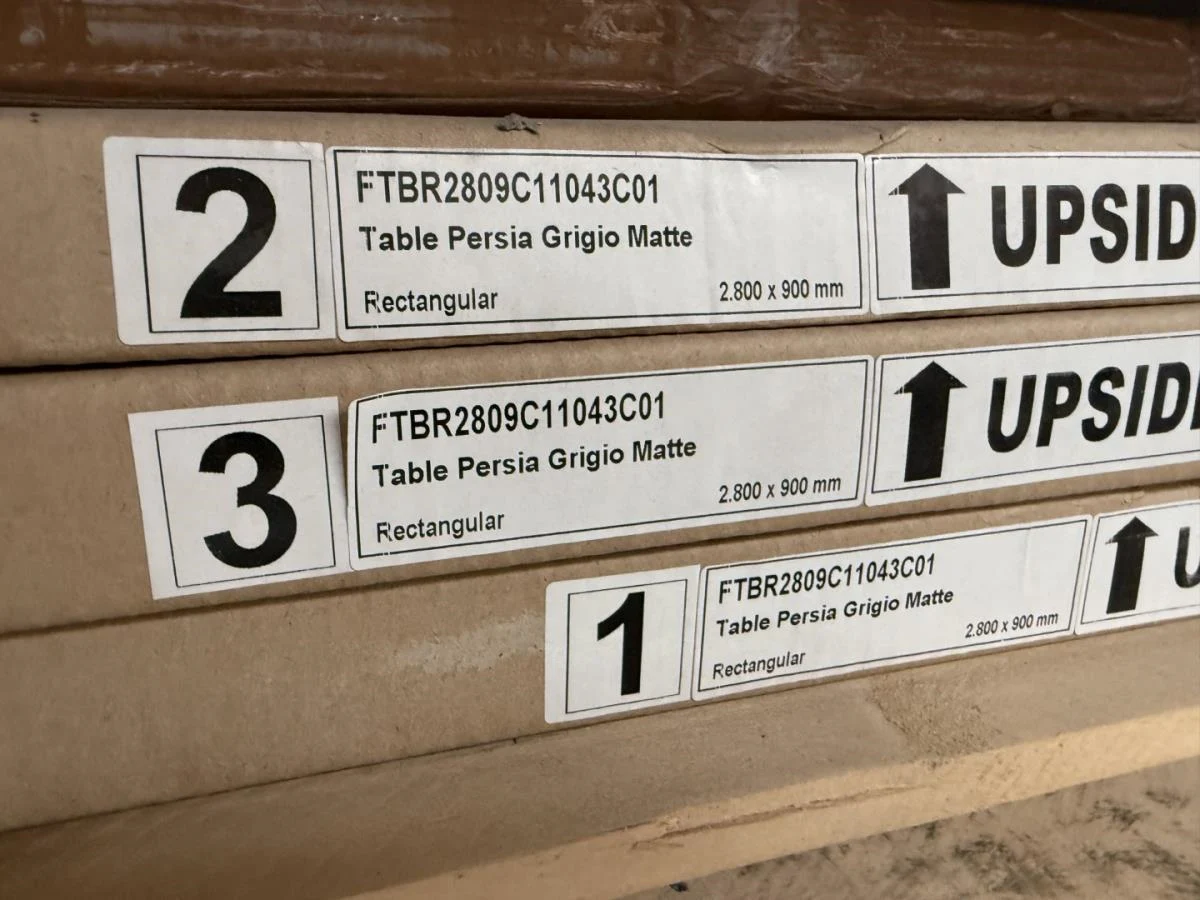 2
FTBR2809C11043C01
Table Persia Grigio Matte
Rectangular
2.800 x 900 mm
UPSID
3
FTBR2809C11043C01
Table Persia Grigio Matte
2.800 x 900 mm
Rectangular
UPSID
1
FTBR2809C11043C01
Table Persia Grigio Matte
2.800 x 900 mm
Rectangular
U